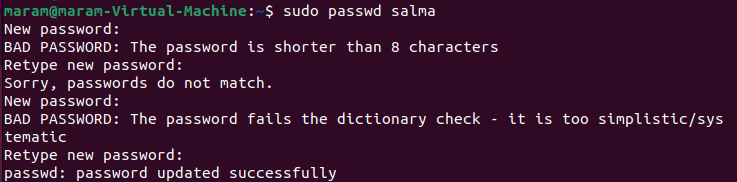 maram@maram-Virtual-Machine:~$ sudo passwd salma
New password:
BAD PASSWORD: The password is shorter than 8 characters
Retype new password:
Sorry, passwords do not match.
New password:
BAD PASSWORD: The password fails the dictionary check - it is too simplistic/sys
tematic
Retype new password:
passwd: password updated successfully